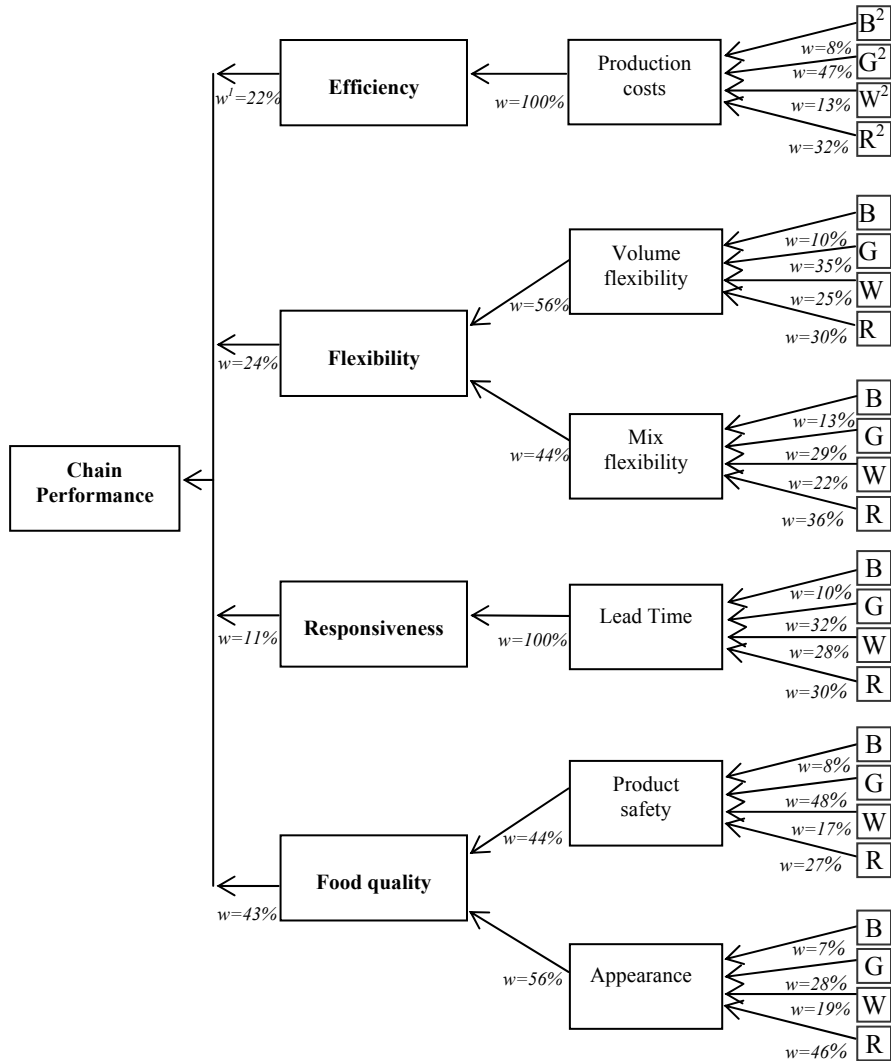 B²
w=8%
G²
Efficiency
Production
costs
w=47%
w¹=22%
w=100%
w=13%
W²
w=32%
R²
B
Volume
flexibility
w=10%
G
w=35%
W
w=56%
w=25%
w=30%
R
Flexibility
w=24%
B
w=13%
Mix
flexibility
G
w=44%
w=29%
W
w=22%
Chain
Performance
w=36%
R
B
w=10%
Responsiveness
Lead Time
G
w=11%
w=100%
w=32%
W
w=28%
w=30%
R
B
w=8%
Product
safety
G
w=48%
w=44%
w=17%
W
w=27%
R
Food quality
w=43%
B
w=7%
Appearance
G
w=56%
w=28%
w=19%
W
w=46%
R